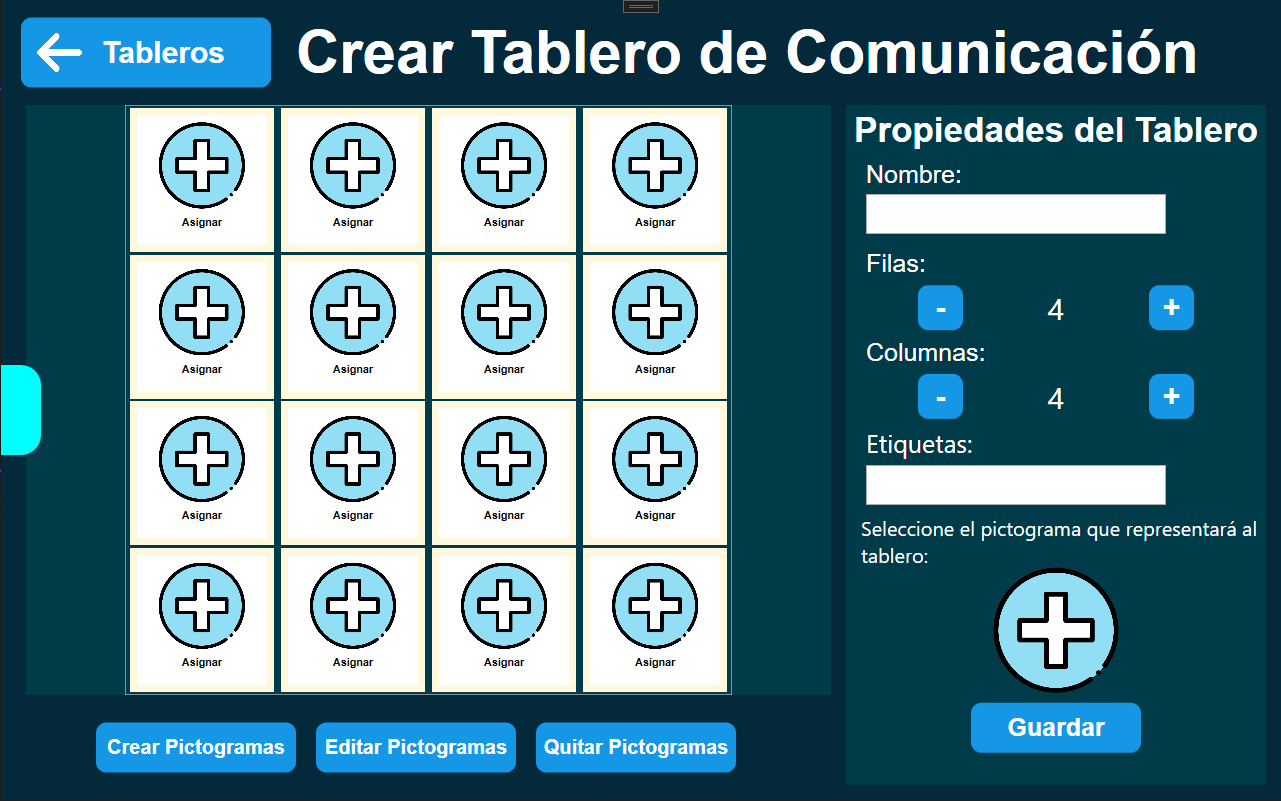 Tableros
Crear Tablero de Comunicación
Asignar Asignar Asignar Asignar
Asignar Asignar Asignar Asignar
Asignar Asignar Asignar Asignar
Asignar Asignar Asignar Asignar
Crear Pictogramas
Editar Pictogramas
Quitar Pictogramas
Propiedades del Tablero
Nombre:
Filas:
- 4 +
Columnas:
- 4 +
Etiquetas:
Seleccione el pictograma que representará al
tablero:
Guardar